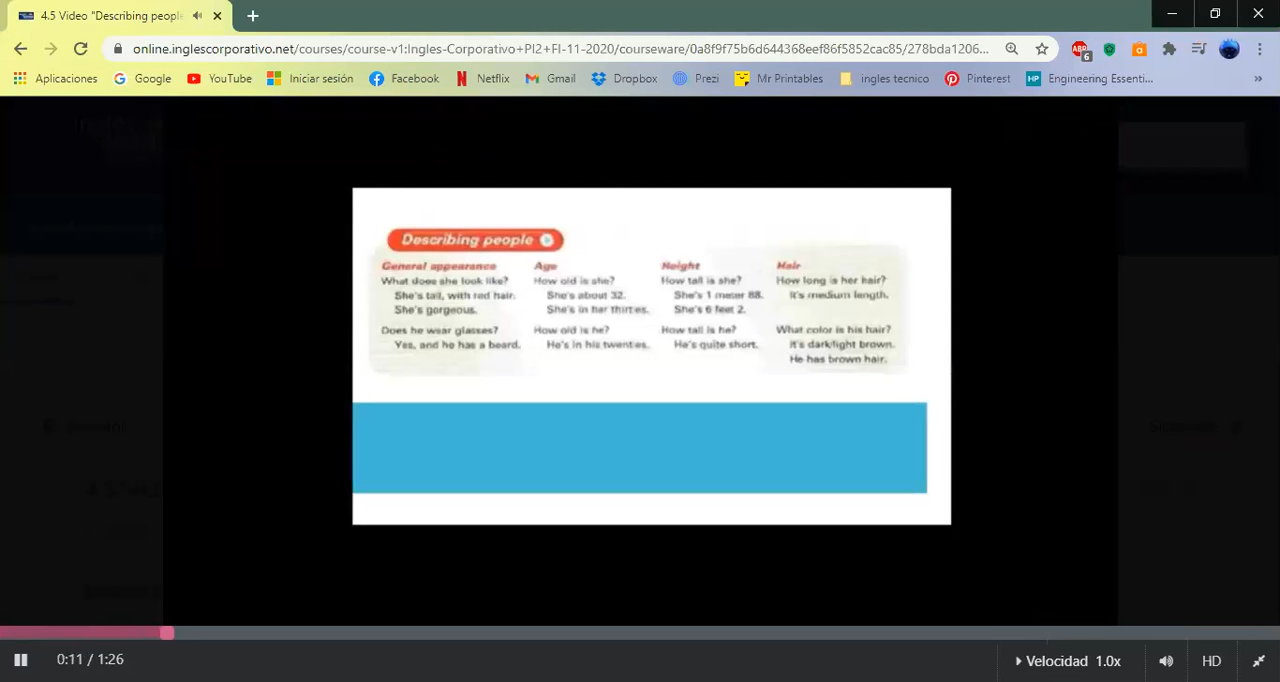 4.5 Video "Describing peopl
online.inglescorporativo.net/courses/course-v1:Ingles-Corporativo+PI2+FI-11-2020/courseware/0a8f9f75b6d644368eef86f5852cac85/278bda1206...
ABP
6
Aplicaciones Google YouTube Iniciar sesión Facebook Netflix Gmail Dropbox Prezi Mr Printables ingles tecnico Pinterest HP Engineering Essenti... »
Describing people
General appearance
What does she look like?
She's tall, with red hair.
She's gorgeous.
Does he wear glasses?
Yes, and he has a beard.
Age
How old is she?
She's about 32.
She's in her thirties.
How old is he?
He's in his twenties.
Height
How tall is she?
She's 1 meter 88.
She's 6 feet 2.
How tall is he?
He's quite short.
Hair
How long is her hair?
It's medium length.
What color is his hair?
It's dark/light brown.
He has brown hair.
0:11 / 1:26
Velocidad 1.0x
HD